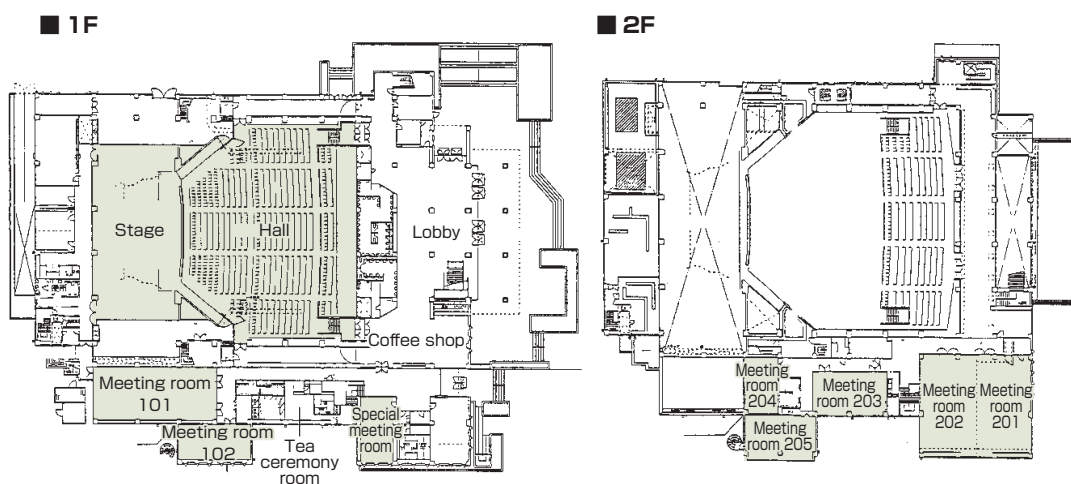 ■ 1F
Stage
Hall
Lobby
Coffee shop
Meeting room
101
Meeting room
102
Tea
ceremony
room
Special
meeting
room
■ 2F
Meeting
room
204
Meeting
room 203
Meeting
room
202
Meeting
room
201
Meeting
room 205